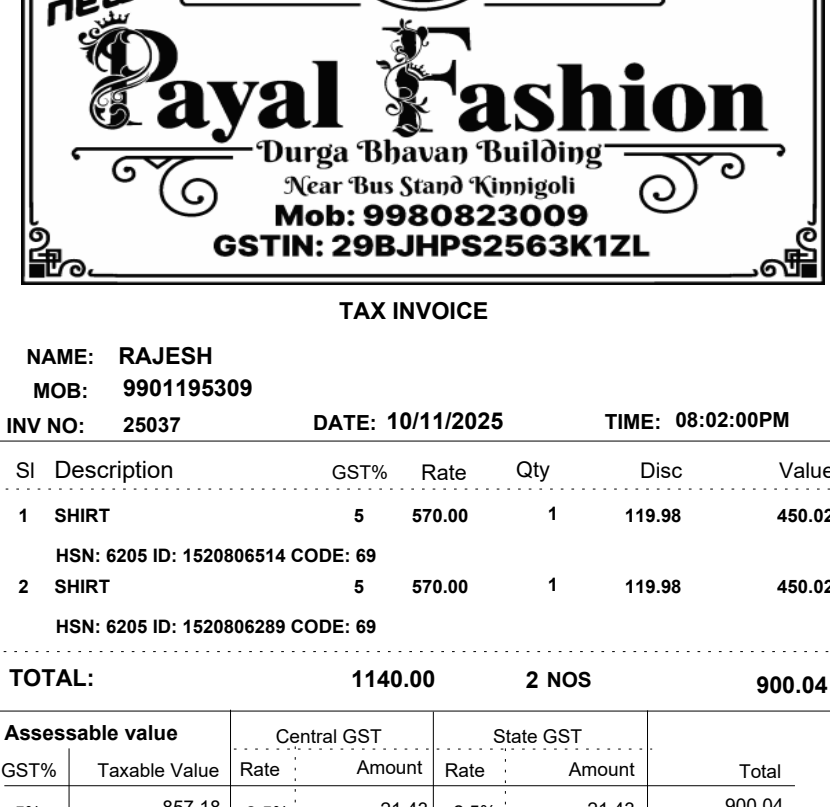 new
Payal Fashion
Durga Bhavan Building
Near Bus Stand Kinnigoli
Mob: 9980823009
GSTIN: 29BJHPS2563K1ZL
TAX INVOICE
NAME: RAJESH
MOB: 9901195309
INV NO: 25037 DATE: 10/11/2025 TIME: 08:02:00PM
Sl Description GST% Rate Qty Disc Value
1 SHIRT 5 570.00 1 119.98 450.02
HSN: 6205 ID: 1520806514 CODE: 69
2 SHIRT 5 570.00 1 119.98 450.02
HSN: 6205 ID: 1520806289 CODE: 69
TOTAL: 1140.00 2 NOS 900.04
Assessable value Central GST State GST
GST% Taxable Value Rate Amount Rate Amount Total
857.18 21.43 21.43 900.04